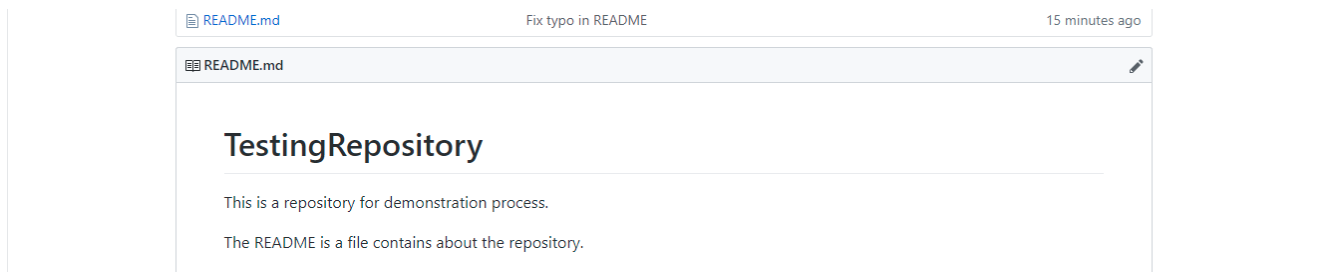 README.md Fix typo in README 15 minutes ago
README.md
TestingRepository
This is a repository for demonstration process.
The README is a file contains about the repository.